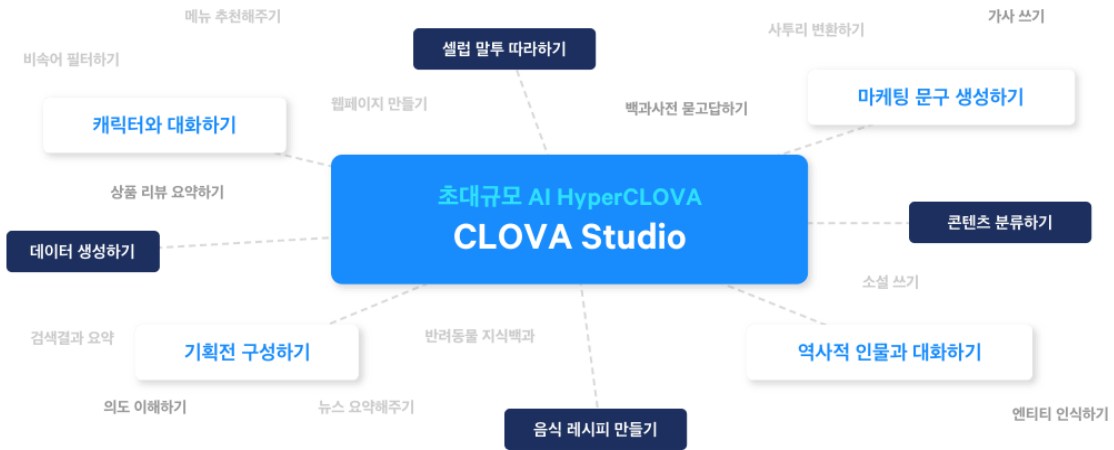 메뉴 추천해주기
가사 쓰기
사투리 변환하기
셀럽 말투 따라하기
비속어 필터하기
마케팅 문구 생성하기
웹페이지 만들기
백과사전 묻고답하기
캐릭터와 대화하기
상품 리뷰 요약하기
초대규모 AI HyperCLOVA
CLOVA Studio
콘텐츠 분류하기
데이터 생성하기
소설 쓰기
검색결과 요약
반려동물 지식백과
기획전 구성하기
역사적 인물과 대화하기
의도 이해하기
뉴스 요약해주기
엔티티 인식하기
음식 레시피 만들기